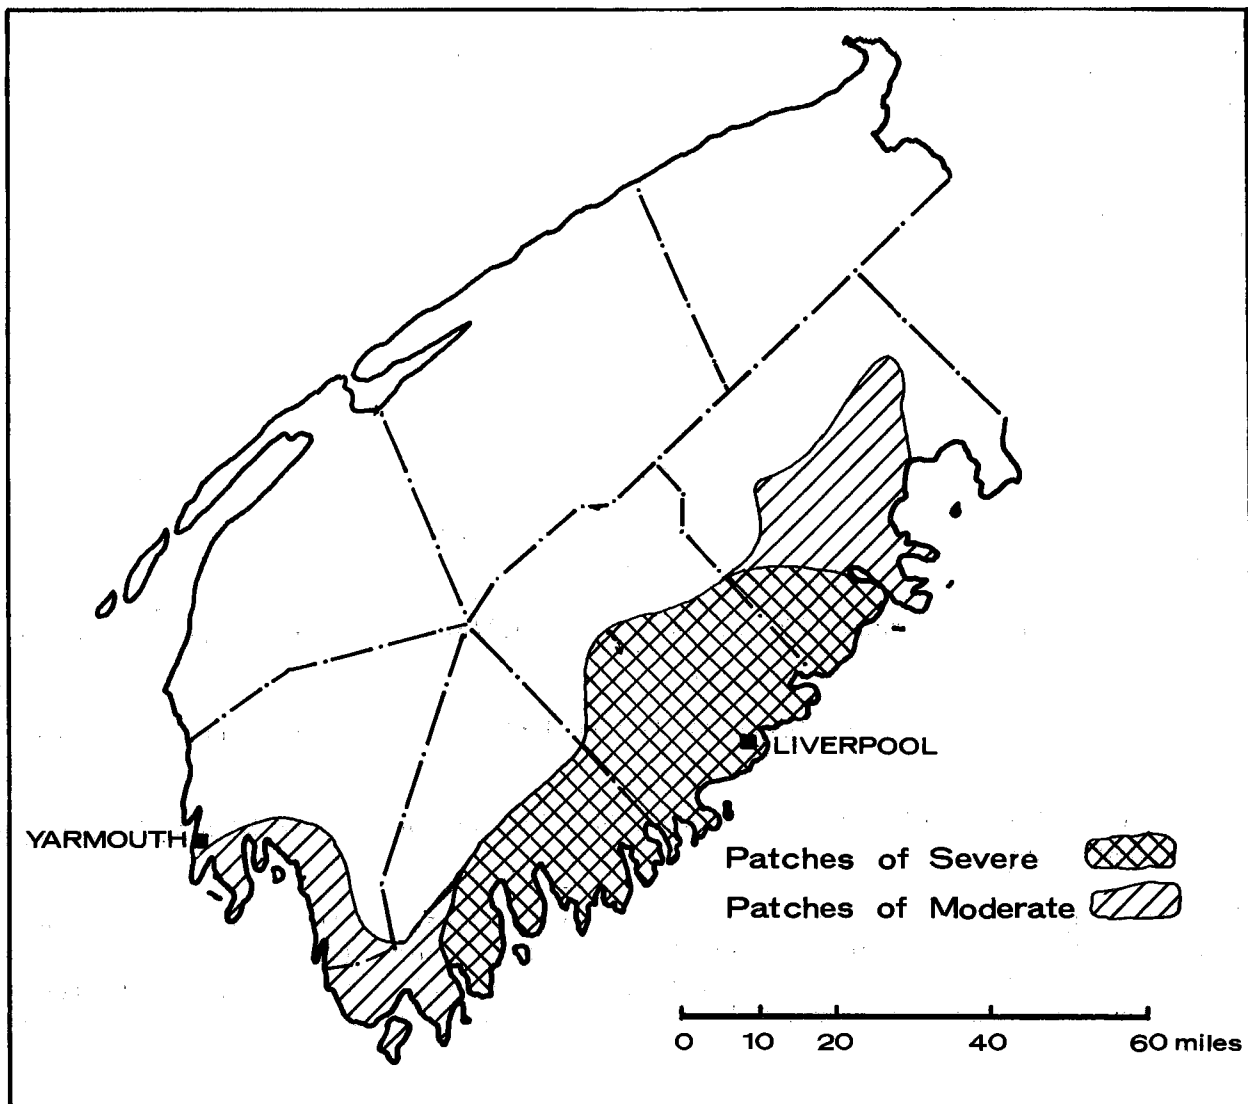 LIVERPOOL
YARMOUTH
Patches of Severe
Patches of Moderate
0 10 20 40 60 miles